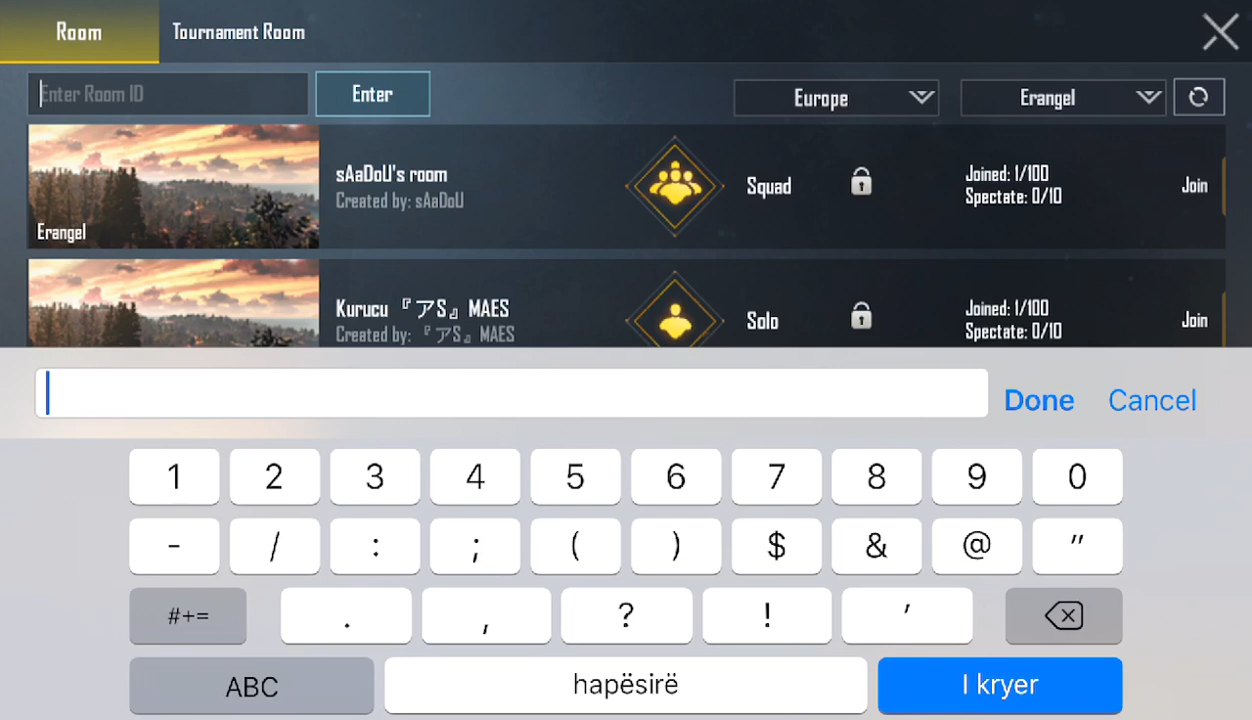 Room
Tournament Room
Enter Room ID
Enter
Europe
Erangel
Erangel
sAaDoU's room
Created by: sAaDoU
Squad
Joined: 1/100
Spectate: 0/10
Join
Kurucu 『アS』 MAES
Created by: 『アS』 MAES
Solo
Joined: 1/100
Spectate: 0/10
Join
Done
Cancel
1 2 3 4 5 6 7 8 9 0
- / : ; ( ) $ & @ "
#+= . , ? ! '
ABC hapësirë I kryer